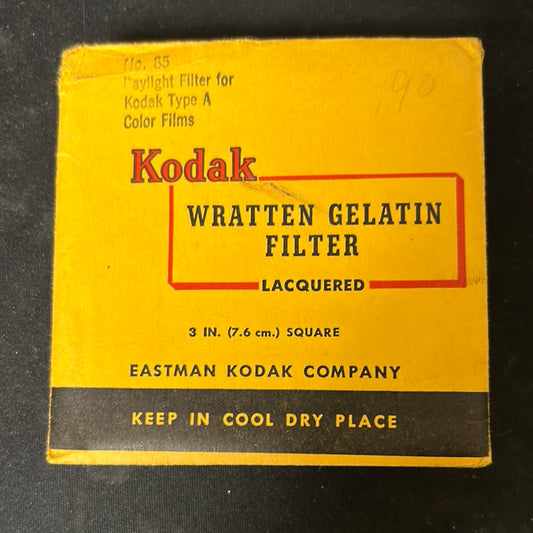 No. 85
Daylight Filter for
Kodak Type A
Color Films
90
Kodak
WRATTEN GELATIN
FILTER
LACQUERED
3 IN. (7.6 cm.) SQUARE
EASTMAN KODAK COMPANY
KEEP IN COOL DRY PLACE